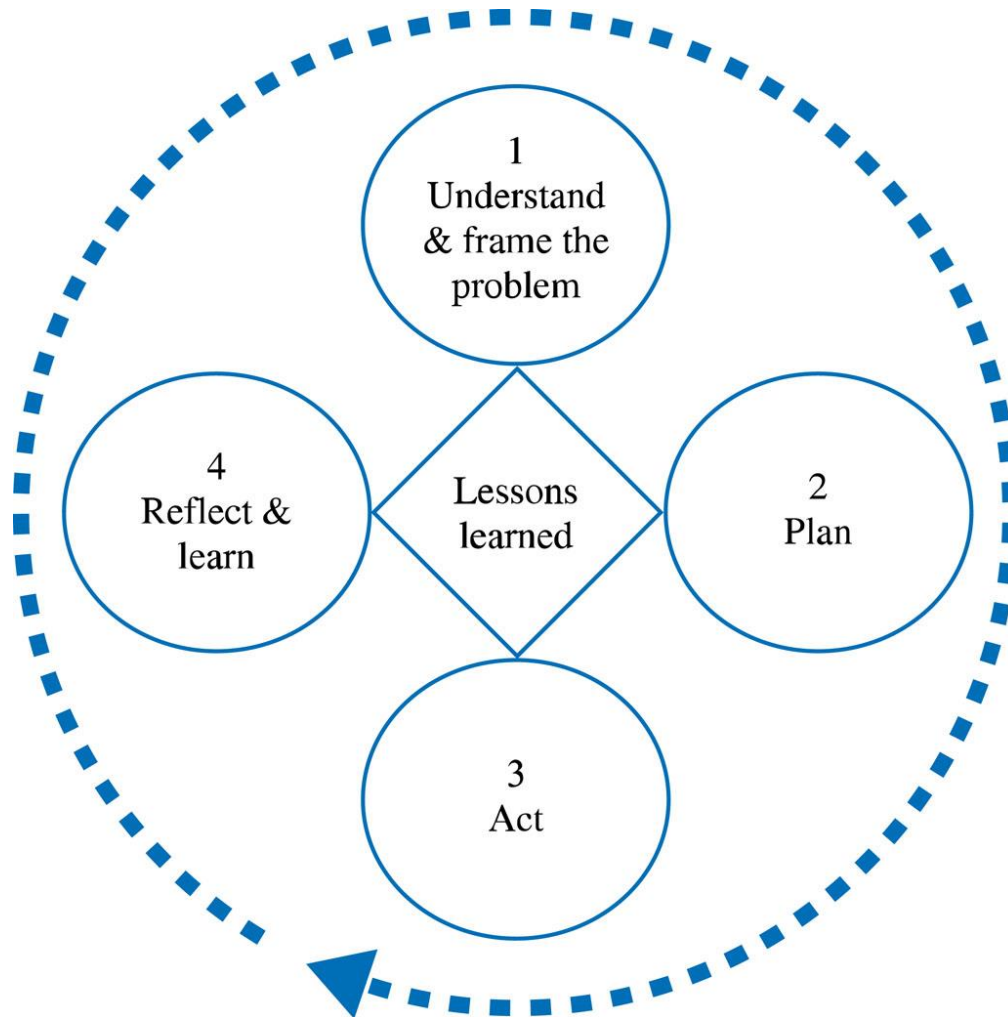 1
Understand
& frame the
problem
2
Plan
3
Act
4
Reflect &
learn
Lessons
learned